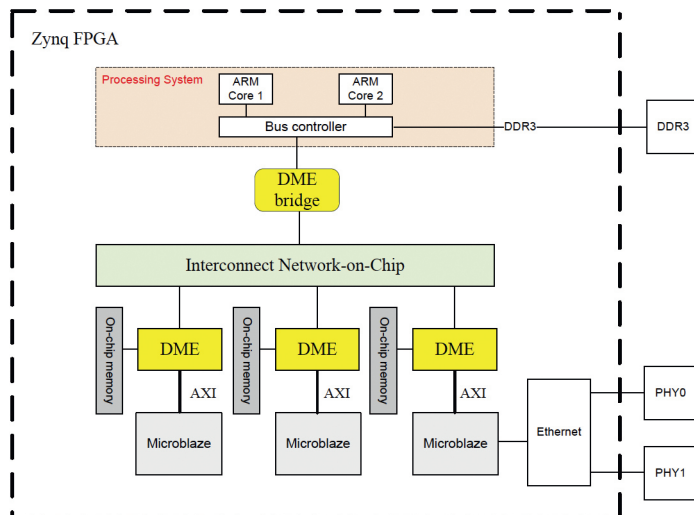 Zynq FPGA
Processing System
ARM
Core 1
ARM
Core 2
Bus controller
DDR3
DDR3
DME
bridge
Interconnect Network-on-Chip
On-chip memory
DME
On-chip memory
DME
On-chip memory
DME
AXI
AXI
AXI
PHY0
Microblaze
Microblaze
Microblaze
Ethernet
PHY1